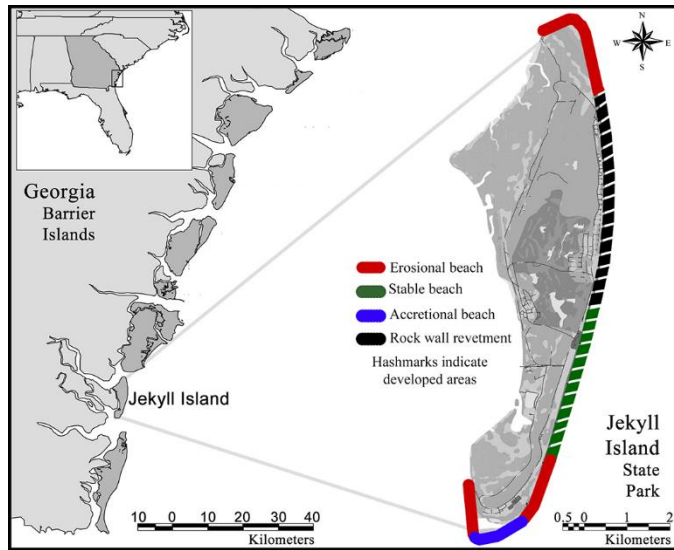 N
W E
S
Georgia
Barrier
Islands
Erosional beach
Stable beach
Accretional beach
Rock wall revetment
Hashmarks indicate
developed areas
Jekyll Island
Jekyll
Island
State
Park
10 0 10 20 30 40
Kilometers
0.5 0 1 2
Kilometers